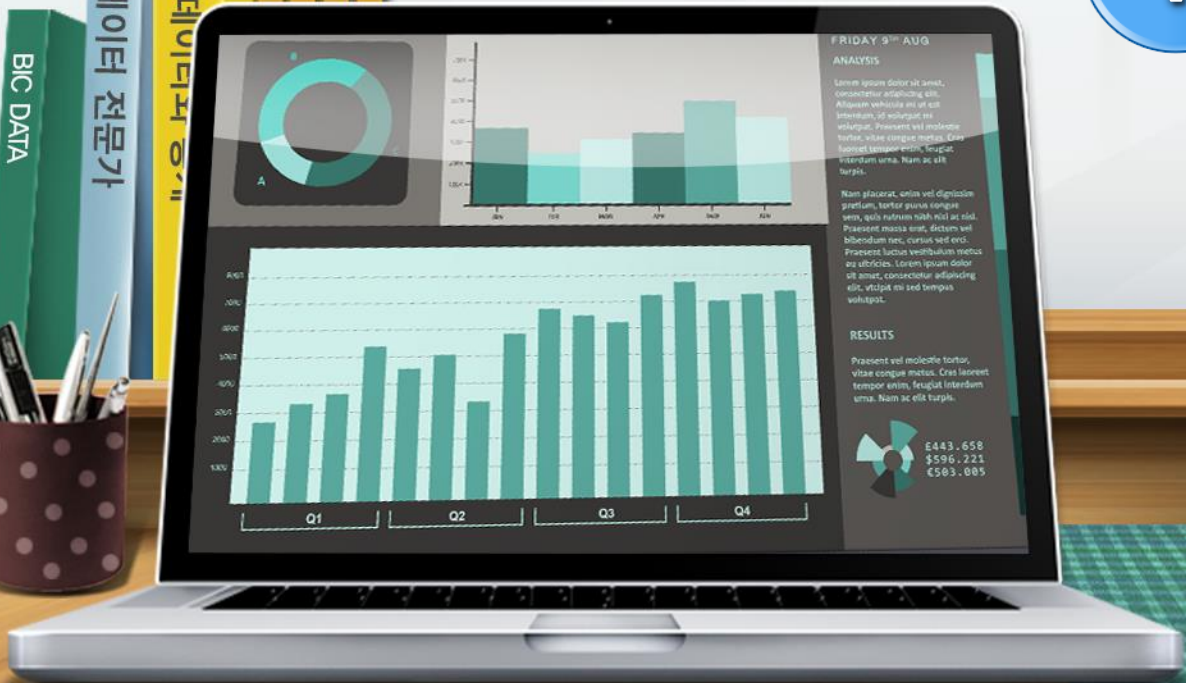 BIC DATA
이터 전문가
FRIDAY 9TH AUG
ANALYSIS
Lorem ipsum dolor sit amet,
consectetur adipiscing elit.
Aliquam vehicula mi ut est
interdum, id volutpat mi
volutpat. Praesent vel molestie
tortor, vitae congue metus. Cras
laoreet tempor enim, feugiat
interdum urna. Nam ac elit
turpis.
Nam placerat, enim vel dignissim
pretium, tortor purus congue
sem, quis rutrum nibh nisl ac nisl.
Praesent massa erat, dictum vel
bibendum nec, cursus sed orci.
Praesent luctus vestibulum metus
eu ultricies. Lorem ipsum dolor
sit amet, consectetur adipiscing
elit, mi sed tempus
volutpat.
RESULTS
Praesent vel molestie tortor,
vitae congue metus. Cras laoreet
tempor enim, feugiat interdum
urna. Nam ac elit turpis.
£443.658
$596.221
€503.005
B
C
A
Q1
Q2
Q3
Q4